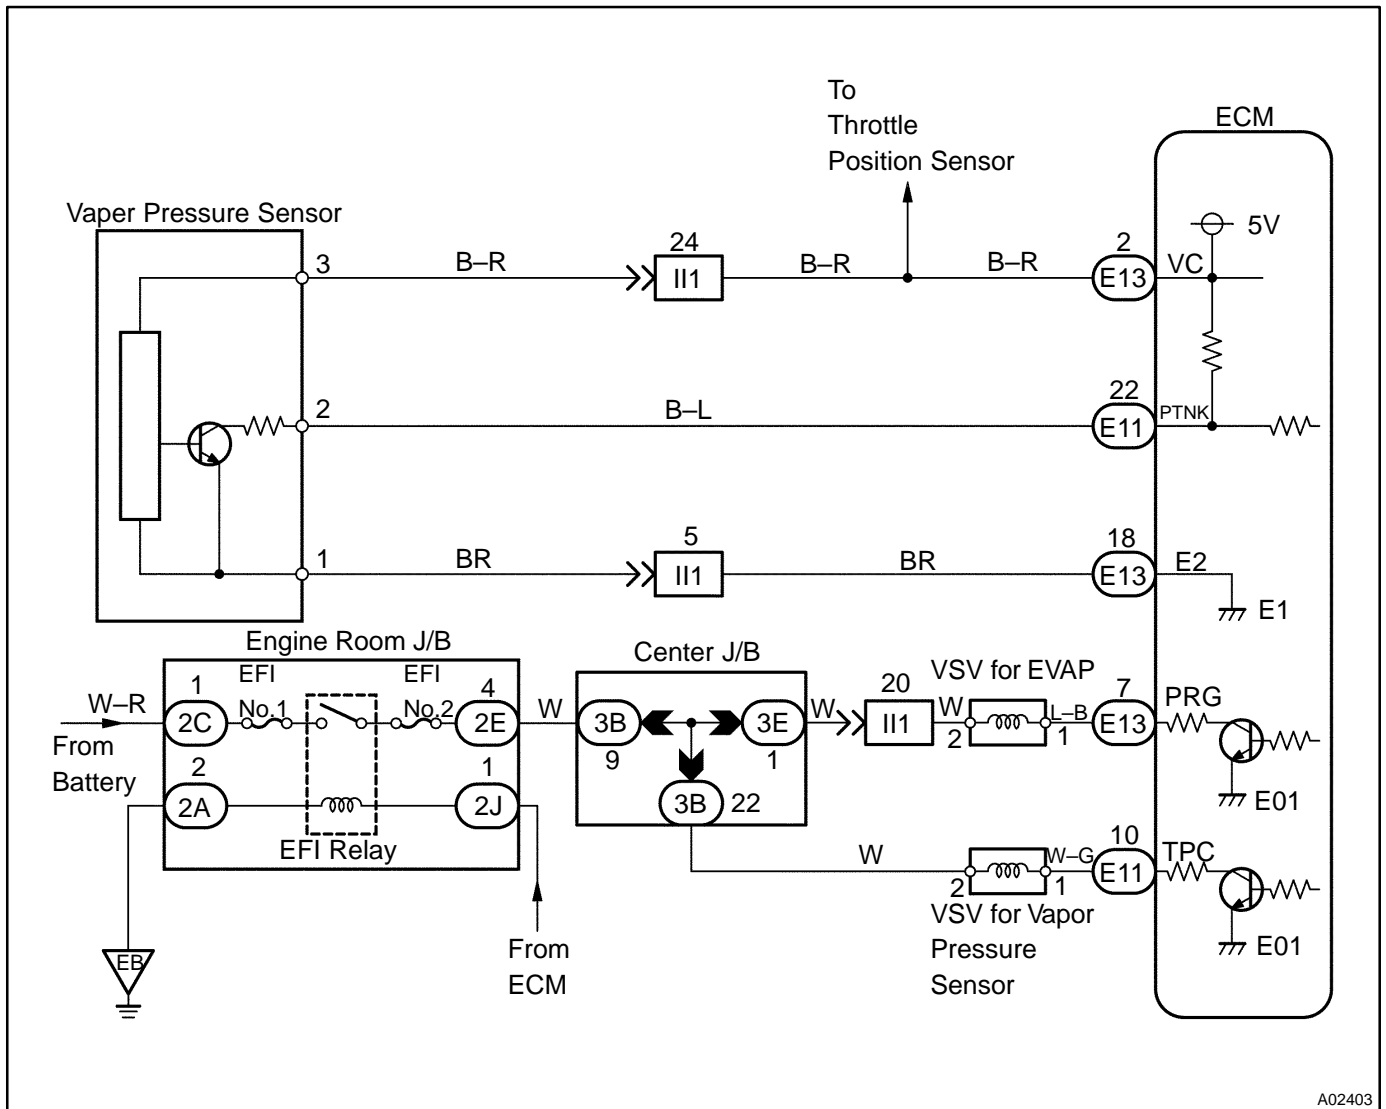 To
Throttle
Position Sensor
ECM
Vaper Pressure Sensor
5V
3 B–R 24 II1 B–R B–R 2 E13 VC
2 B–L 22 E11 PTNK
1 BR 5 II1 BR 18 E13 E2
E1
Engine Room J/B
Center J/B
VSV for EVAP
EFI EFI
W–R 1 2C No.1 No.2 4 2E W 3B 9 3E 1 W 20 II1 W 2 L–B 1 7 E13 PRG
From
Battery
E01
2 2A 1 2J 3B 22
EFI Relay
W 2 W–G 1 10 E11 TPC
VSV for Vapor
Pressure
Sensor
E01
EB
From
ECM
A02403